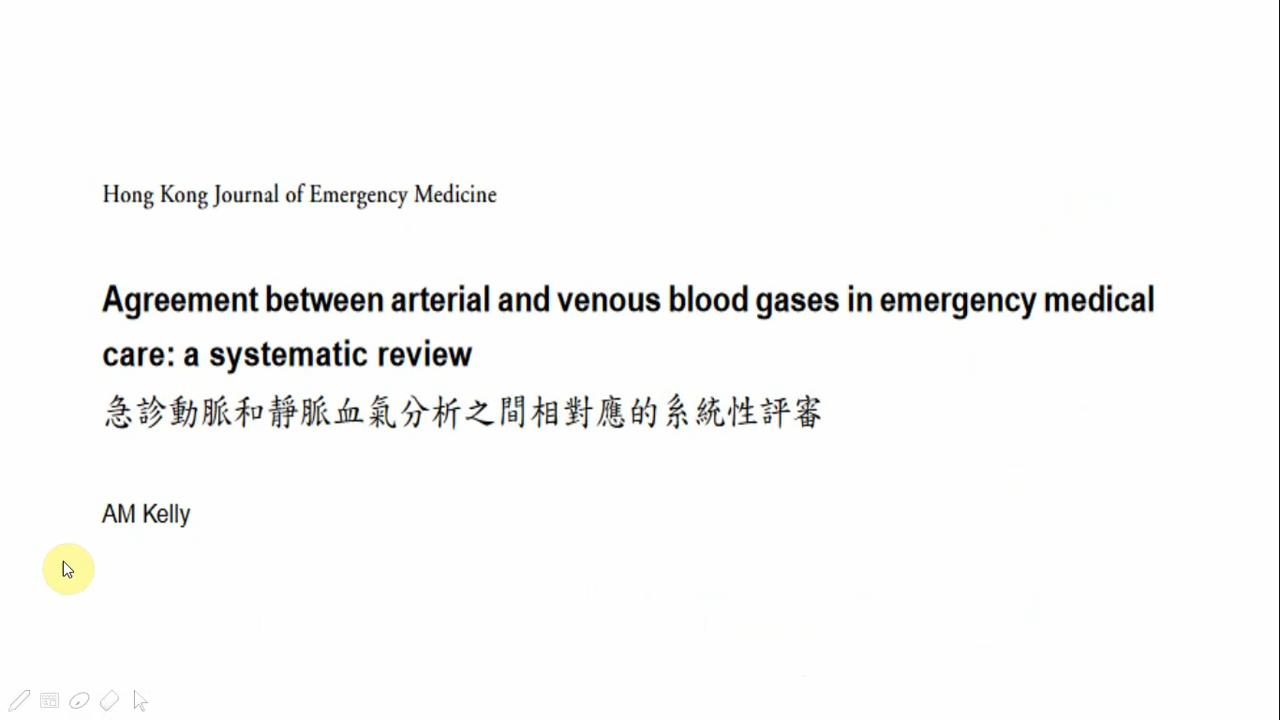 Hong Kong Journal of Emergency Medicine
Agreement between arterial and venous blood gases in emergency medical
care: a systematic review
急診動脈和靜脈血氣分析之間相對應的系統性評審
AM Kelly